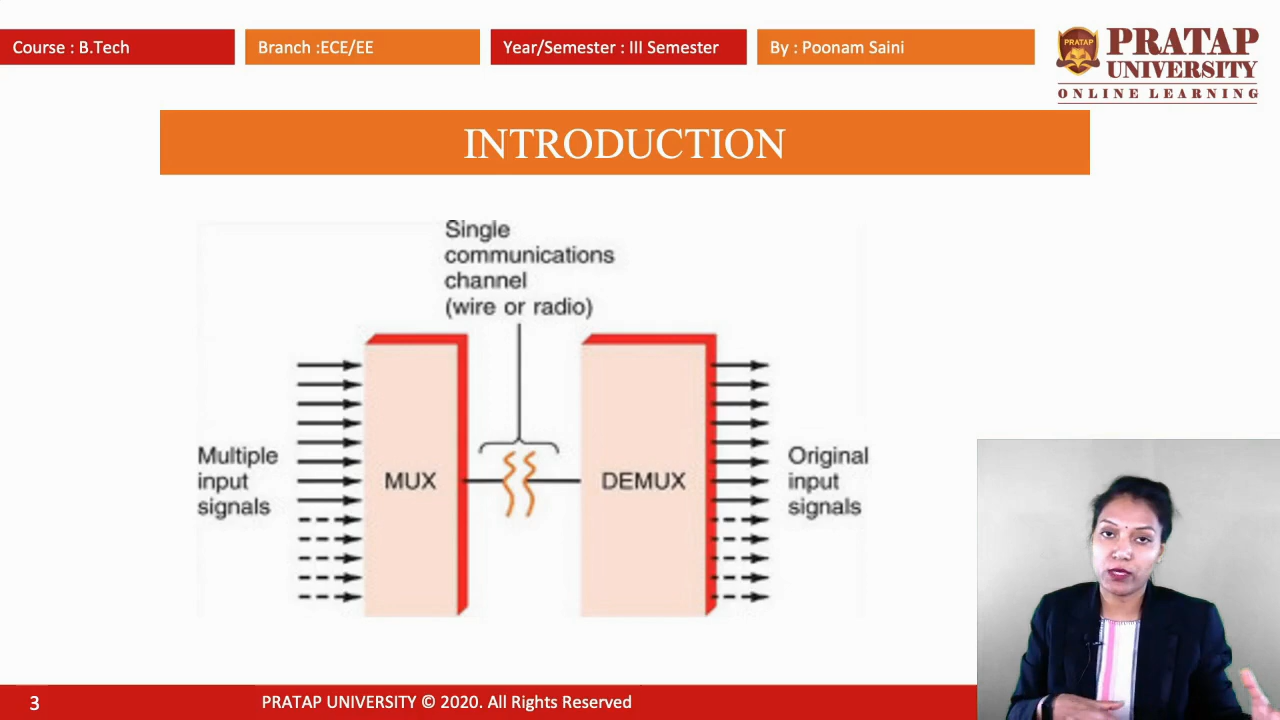 Course : B.Tech
Branch :ECE/EE
Year/Semester : III Semester
By : Poonam Saini
PRATAP
PRATAP
UNIVERSITY
ONLINE LEARNING
INTRODUCTION
Single
communications
channel
(wire or radio)
Multiple
input
signals
MUX
DEMUX
Original
input
signals
3
PRATAP UNIVERSITY © 2020. All Rights Reserved